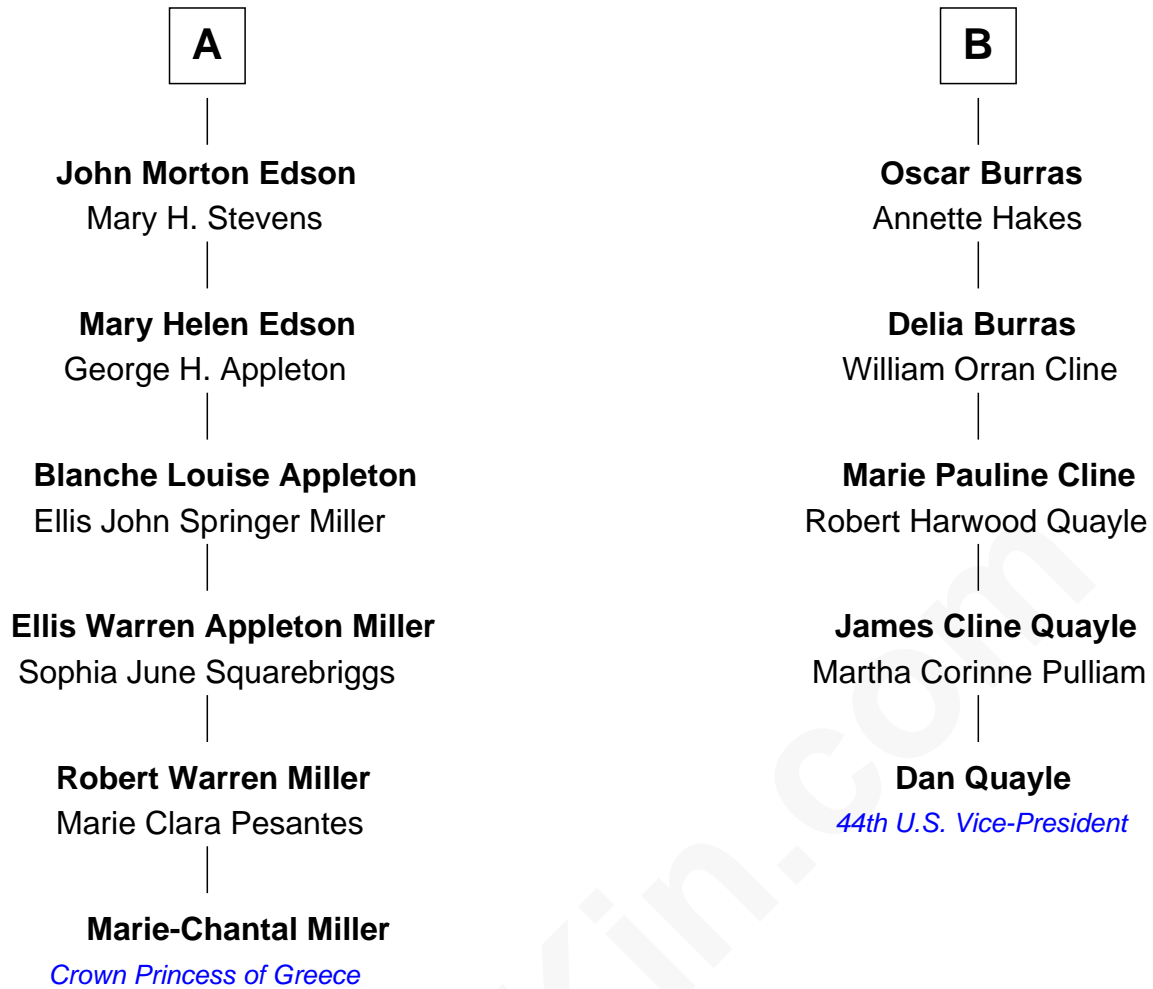 A
John Morton Edson
Mary H. Stevens
Mary Helen Edson
George H. Appleton
Blanche Louise Appleton
Ellis John Springer Miller
Ellis Warren Appleton Miller
Sophia June Squarebriggs
Robert Warren Miller
Marie Clara Pesantes
Marie-Chantal Miller
Crown Princess of Greece
B
Oscar Burras
Annette Hakes
Delia Burras
William Orran Cline
Marie Pauline Cline
Robert Harwood Quayle
James Cline Quayle
Martha Corinne Pulliam
Dan Quayle
44th U.S. Vice-President
Kin.com